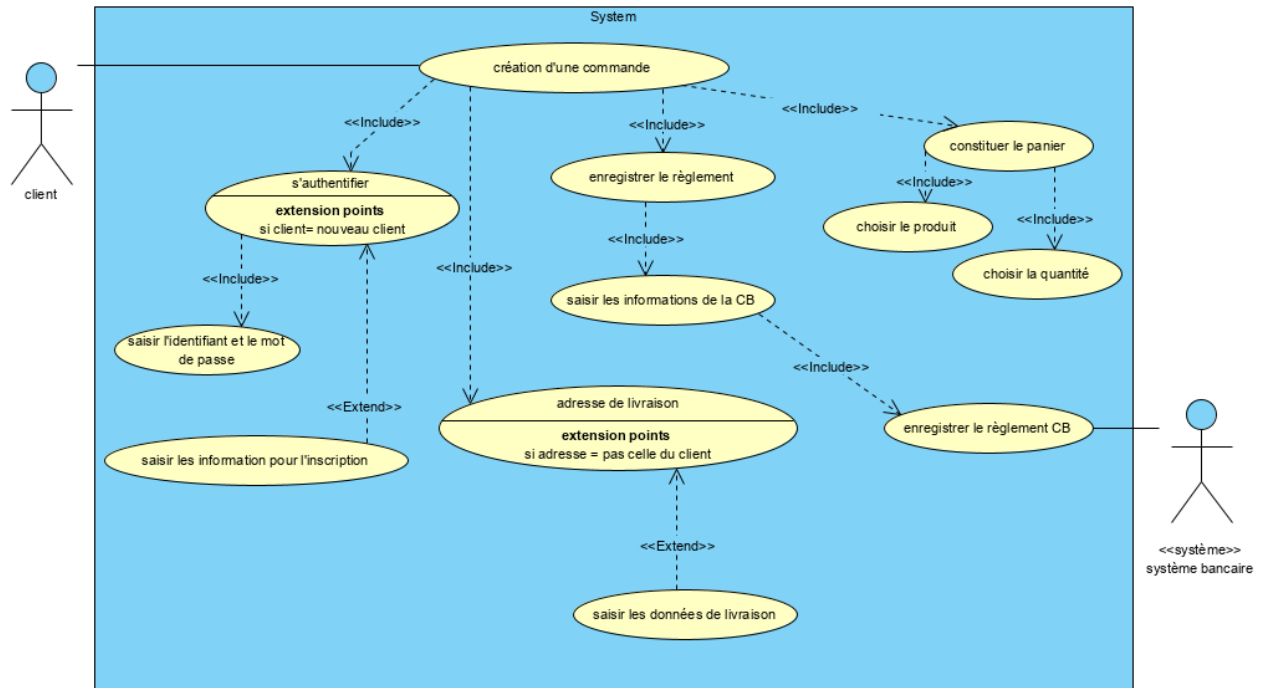 System
création d'une commande
<<Include>>
<<Include>>
<<Include>>
constituer le panier
client
s'authentifier
extension points
si client= nouveau client
enregistrer le règlement
<<Include>>
choisir le produit
<<Include>>
<<Include>>
<<Include>>
<<Include>>
choisir la quantité
saisir les informations de la CB
saisir l'identifiant et le mot
de passe
<<Include>>
<<Extend>>
adresse de livraison
extension points
si adresse = pas celle du client
enregistrer le règlement CB
saisir les information pour l'inscription
<<Extend>>
<<système>>
système bancaire
saisir les données de livraison